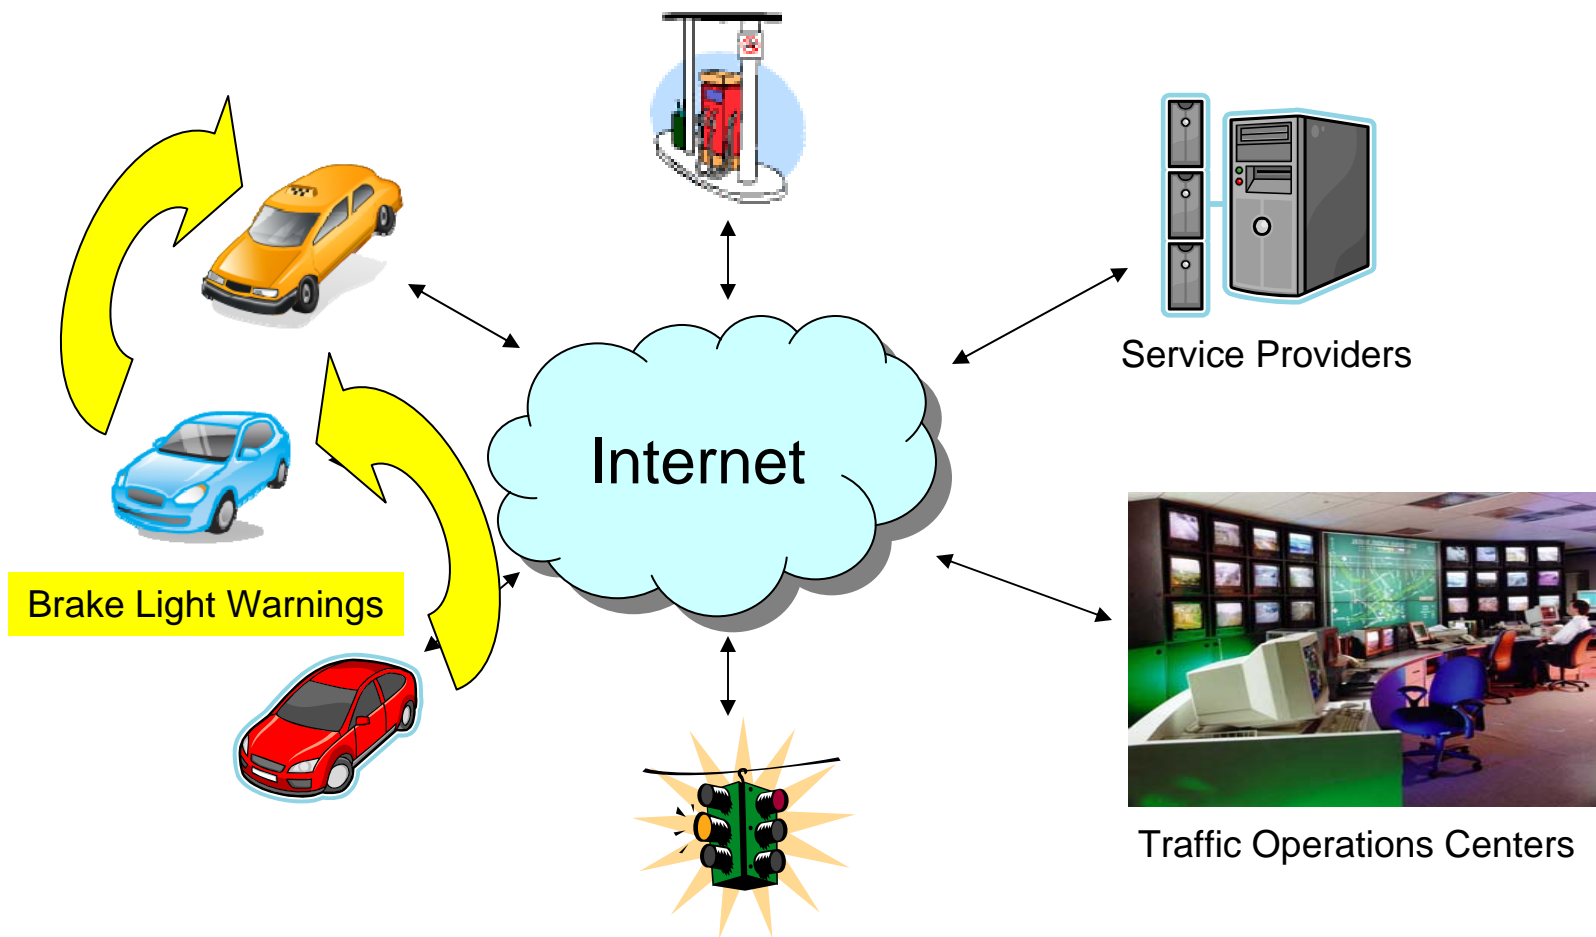 Service Providers
Internet
Brake Light Warnings
Traffic Operations Centers